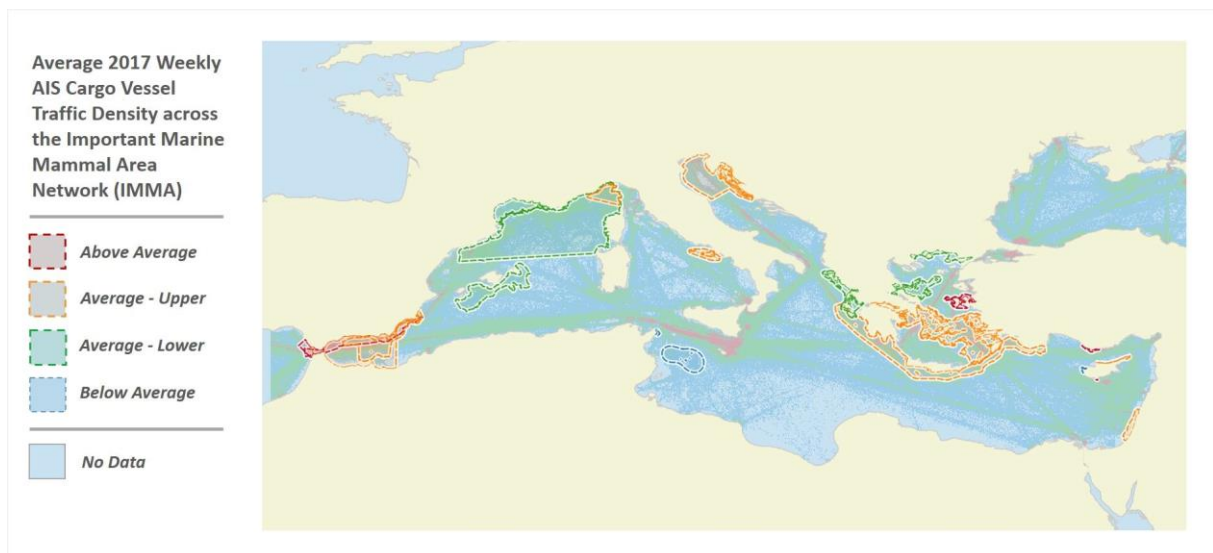 Average 2017 Weekly
AIS Cargo Vessel
Traffic Density across
the Important Marine
Mammal Area
Network (IMMA)
Above Average
Average - Upper
Average - Lower
Below Average
No Data